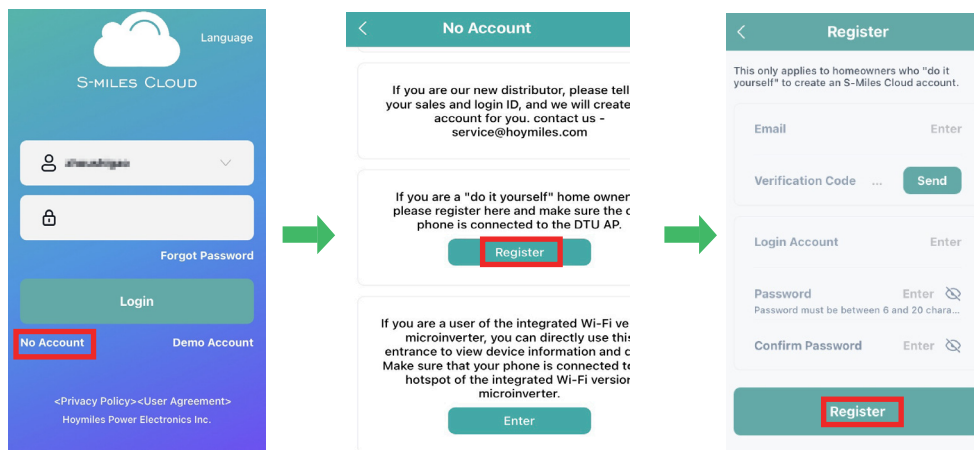 Language
S-MILES CLOUD
Forgot Password
Login
No Account
Demo Account
<Privacy Policy><User Agreement>
Hoymiles Power Electronics Inc.
No Account
If you are our new distributor, please tell
your sales and login ID, and we will create
account for you. contact us -
service@hoymiles.com
If you are a "do it yourself" home owner
please register here and make sure the
phone is connected to the DTU AP.
Register
If you are a user of the integrated Wi-Fi
microinverter, you can directly use this
entrance to view device information and
Make sure that your phone is connected
hotspot of the integrated Wi-Fi version
microinverter.
Enter
Register
This only applies to homeowners who "do it
yourself" to create an S-Miles Cloud account.
Email Enter
Verification Code ... Send
Login Account Enter
Password Enter
Password must be between 6 and 20 chara...
Confirm Password Enter
Register